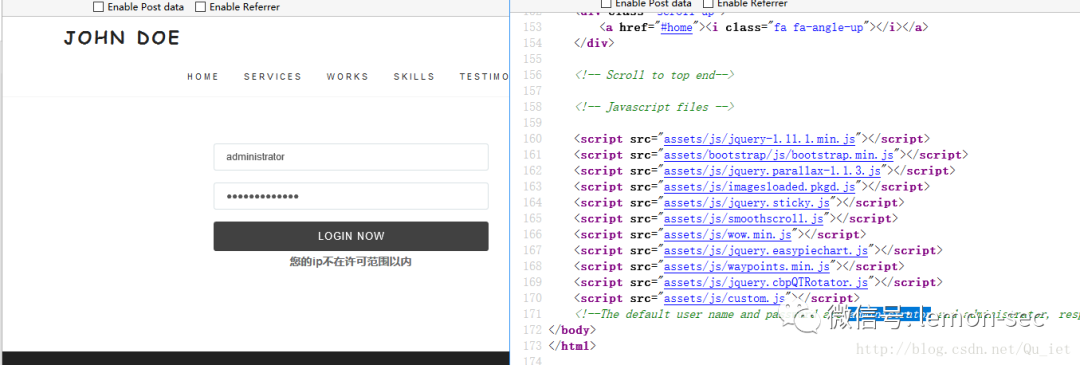 Enable Post data Enable Referrer
JOHN DOE
HOME SERVICES WORKS SKILLS TESTIMO
administrator
•••••••••••••
LOGIN NOW
您的ip不在许可范围以内
Enable Post data Enable Referrer
153 <a href="#home"><i class="fa fa-angle-up"></i></a>
154 </div>
155
156 <!-- Scroll to top end-->
157
158 <!-- Javascript files -->
159
160 <script src="assets/js/jquery-1.11.1.min.js"></script>
161 <script src="assets/bootstrap/js/bootstrap.min.js"></script>
162 <script src="assets/js/jquery.parallax-1.1.3.js"></script>
163 <script src="assets/js/imagesloaded.pkgd.js"></script>
164 <script src="assets/js/jquery.sticky.js"></script>
165 <script src="assets/js/smoothscroll.js"></script>
166 <script src="assets/js/wow.min.js"></script>
167 <script src="assets/js/jquery.easypiechart.js"></script>
168 <script src="assets/js/waypoints.min.js"></script>
169 <script src="assets/js/jquery.cbpQTRotator.js"></script>
170 <script src="assets/js/custom.js"></script>
171 <!--The default user name and administrator, resp
172 </body>
173 </html>
174
微信号: lemon-sec
http://blog.csdn.net/Qu_iet